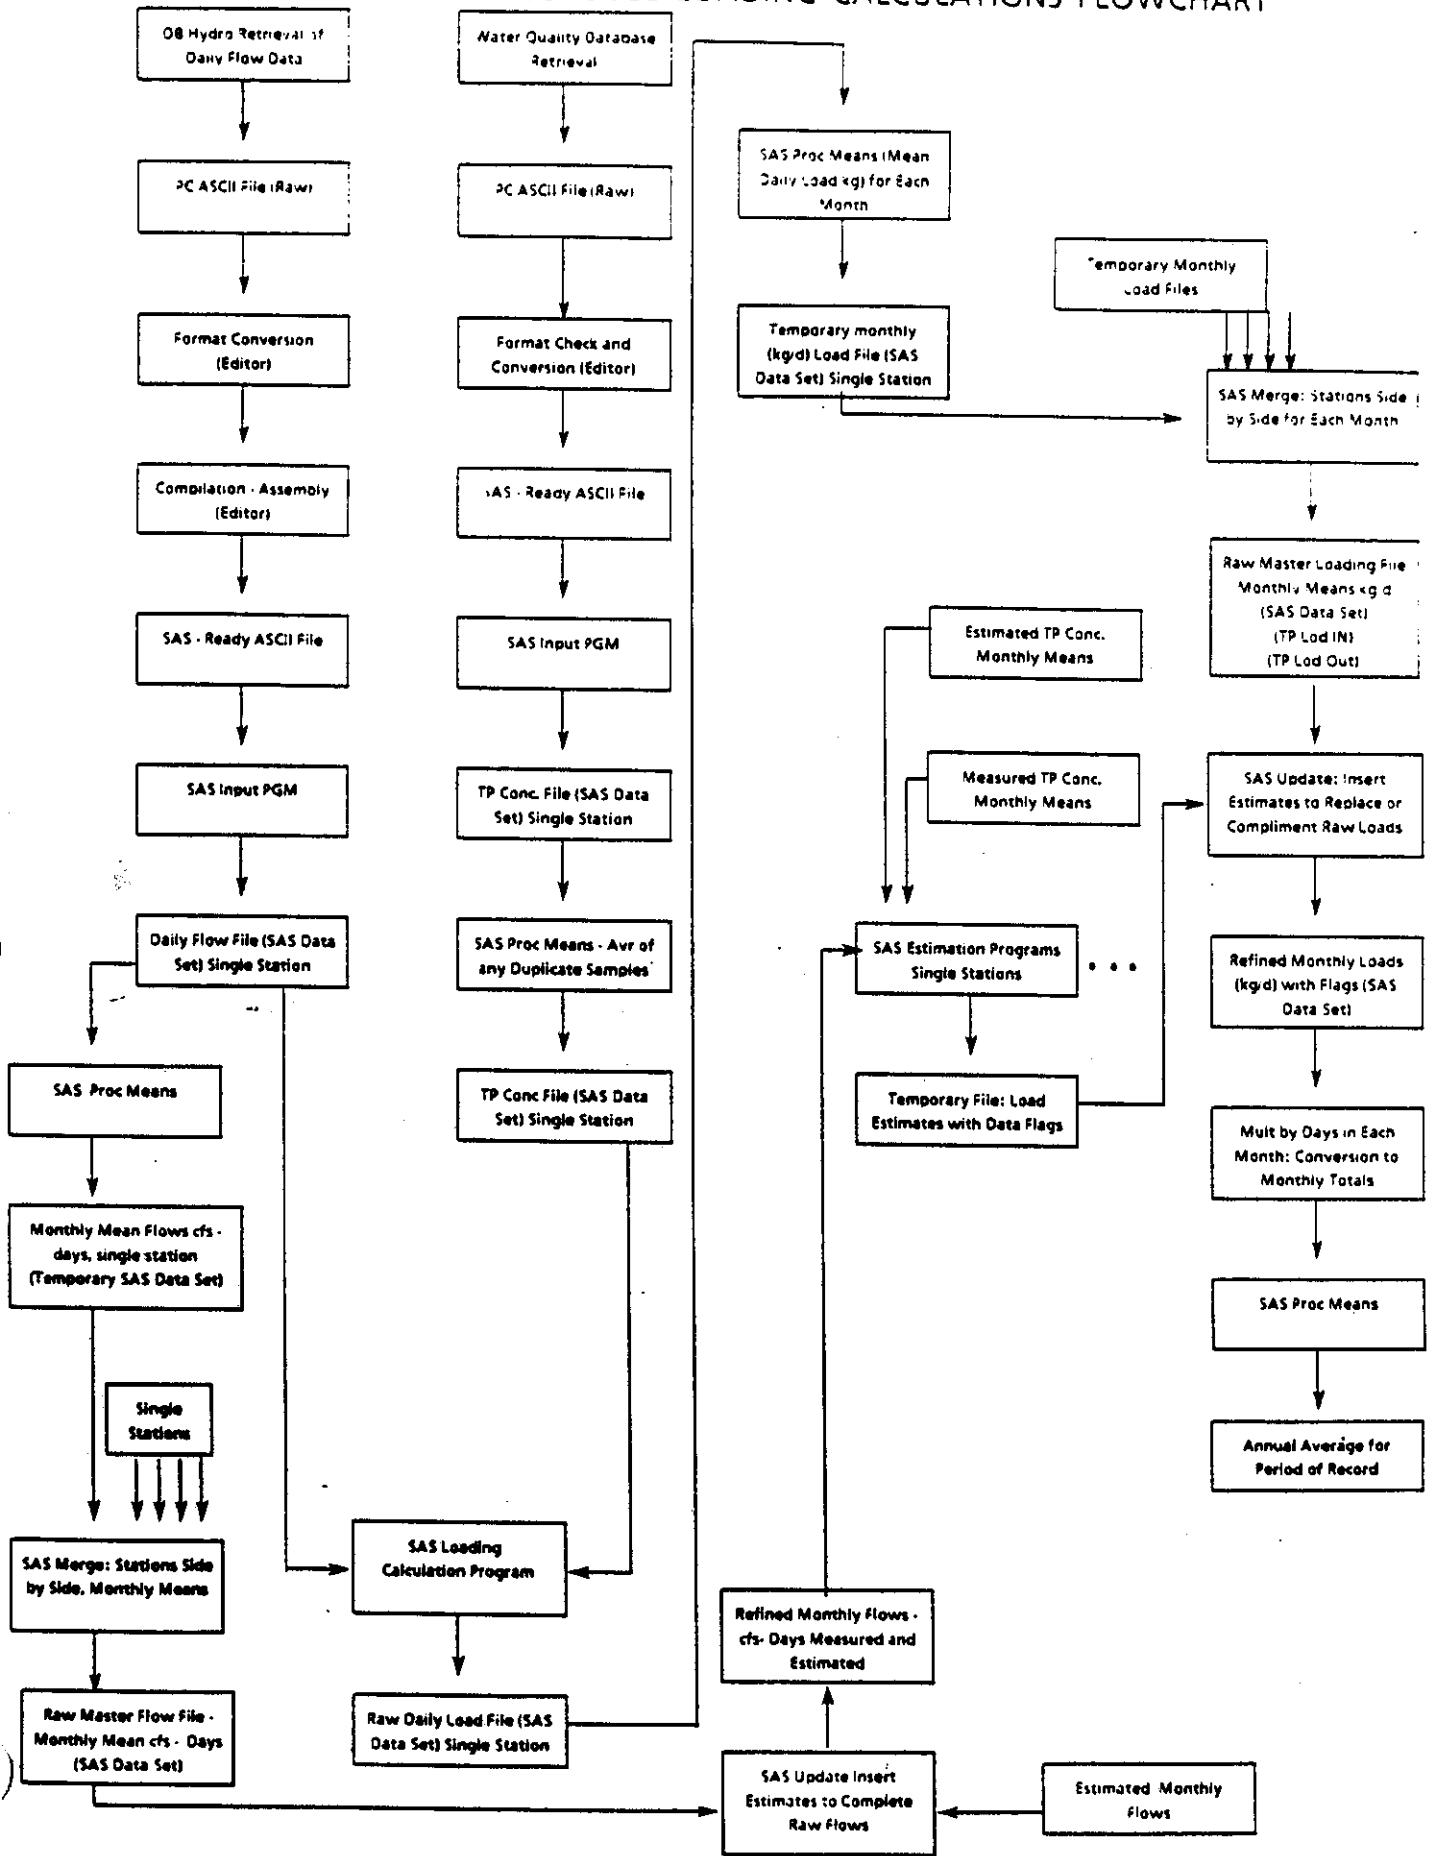 CALCULATIONS FLOWCHART
DB Hydro Retrieval of
Daily Flow Data
Water Quality Database
Retrieval
PC ASCII File (Raw)
PC ASCII File (Raw)
SAS Proc Means (Mean
Daily Load kg) for Each
Month
Temporary Monthly
Load Files
Format Conversion
(Editor)
Format Check and
Conversion (Editor)
Temporary monthly
(kg/d) Load File (SAS
Data Set) Single Station
SAS Merge: Stations Side
by Side for Each Month
Compilation - Assembly
(Editor)
SAS - Ready ASCII File
Raw Master Loading File
Monthly Means kg d
(SAS Data Set)
(TP Lod IN)
(TP Lod Out)
SAS - Ready ASCII File
SAS Input PGM
Estimated TP Conc.
Monthly Means
SAS Input PGM
TP Conc. File (SAS Data
Set) Single Station
Measured TP Conc.
Monthly Means
SAS Update: Insert
Estimates to Replace or
Compliment Raw Loads
Daily Flow File (SAS Data
Set) Single Station
SAS Proc Means - Avr of
any Duplicate Samples
SAS Estimation Programs
Single Stations
• • •
Refined Monthly Loads
(kg/d) with Flags (SAS
Data Set)
SAS Proc Means
TP Conc File (SAS Data
Set) Single Station
Temporary File: Load
Estimates with Data Flags
Mult by Days in Each
Month: Conversion to
Monthly Totals
Monthly Mean Flows cfs -
days, single station
(Temporary SAS Data Set)
SAS Proc Means
Single
Stations
Annual Average for
Period of Record
SAS Merge: Stations Side
by Side, Monthly Means
SAS Loading
Calculation Program
Refined Monthly Flows -
cfs- Days Measured and
Estimated
Raw Master Flow File -
Monthly Mean cfs - Days
(SAS Data Set)
Raw Daily Load File (SAS
Data Set) Single Station
SAS Update Insert
Estimates to Complete
Raw Flows
Estimated Monthly
Flows